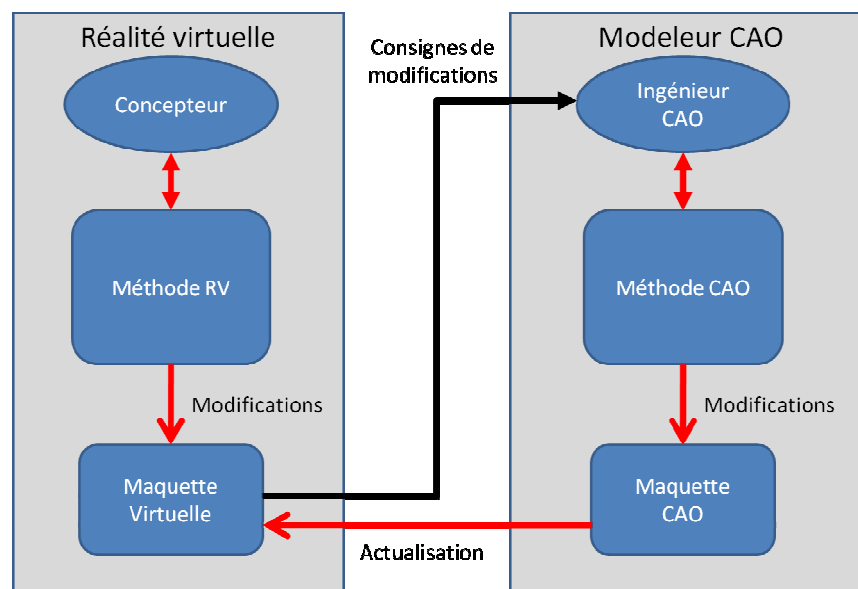 Réalité virtuelle
Concepteur
Méthode RV
Modifications
Maquette
Virtuelle
Consignes de
modifications
Actualisation
Modeleur CAO
Ingénieur
CAO
Méthode CAO
Modifications
Maquette
CAO